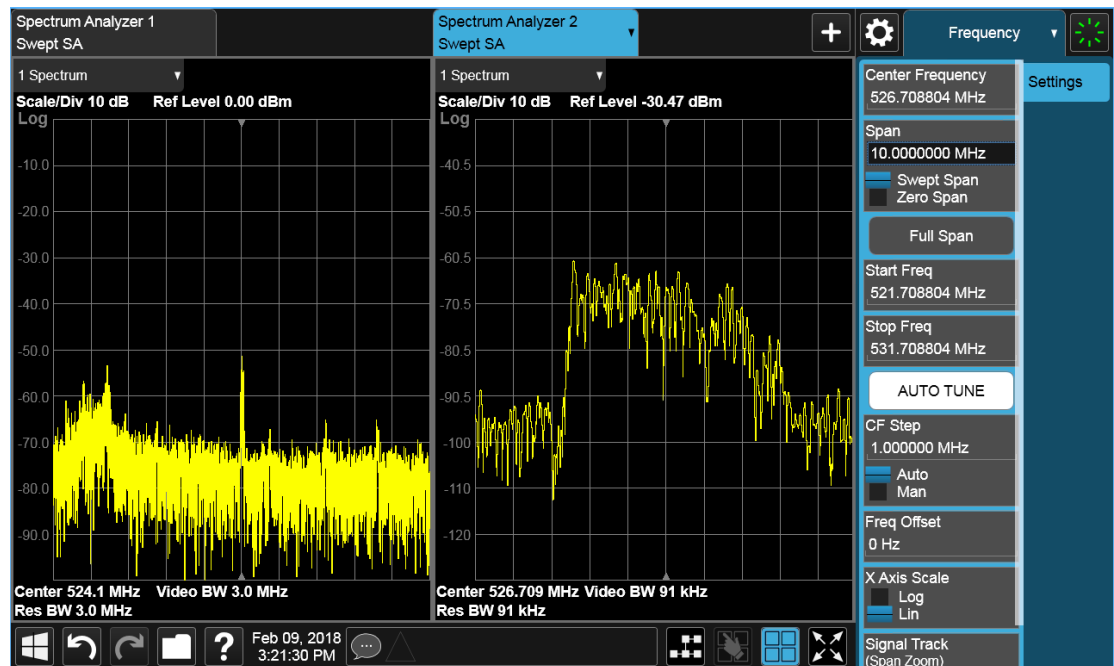 Spectrum Analyzer 1
Swept SA
Spectrum Analyzer 2
Swept SA
+
Frequency
1 Spectrum
Scale/Div 10 dB Ref Level 0.00 dBm
Log
-10.0
-20.0
-30.0
-40.0
-50.0
-60.0
-70.0
-80.0
-90.0
Center 524.1 MHz Video BW 3.0 MHz
Res BW 3.0 MHz
1 Spectrum
Scale/Div 10 dB Ref Level -30.47 dBm
Log
-40.5
-50.5
-60.5
-70.5
-80.5
-90.5
-100
-110
-120
Center 526.709 MHz Video BW 91 kHz
Res BW 91 kHz
Center Frequency
526.708804 MHz
Settings
Span
10.0000000 MHz
Swept Span
Zero Span
Full Span
Start Freq
521.708804 MHz
Stop Freq
531.708804 MHz
AUTO TUNE
CF Step
1.000000 MHz
Auto
Man
Freq Offset
0 Hz
X Axis Scale
Log
Lin
Signal Track
(Span Zoom)
?
Feb 09, 2018
3:21:30 PM